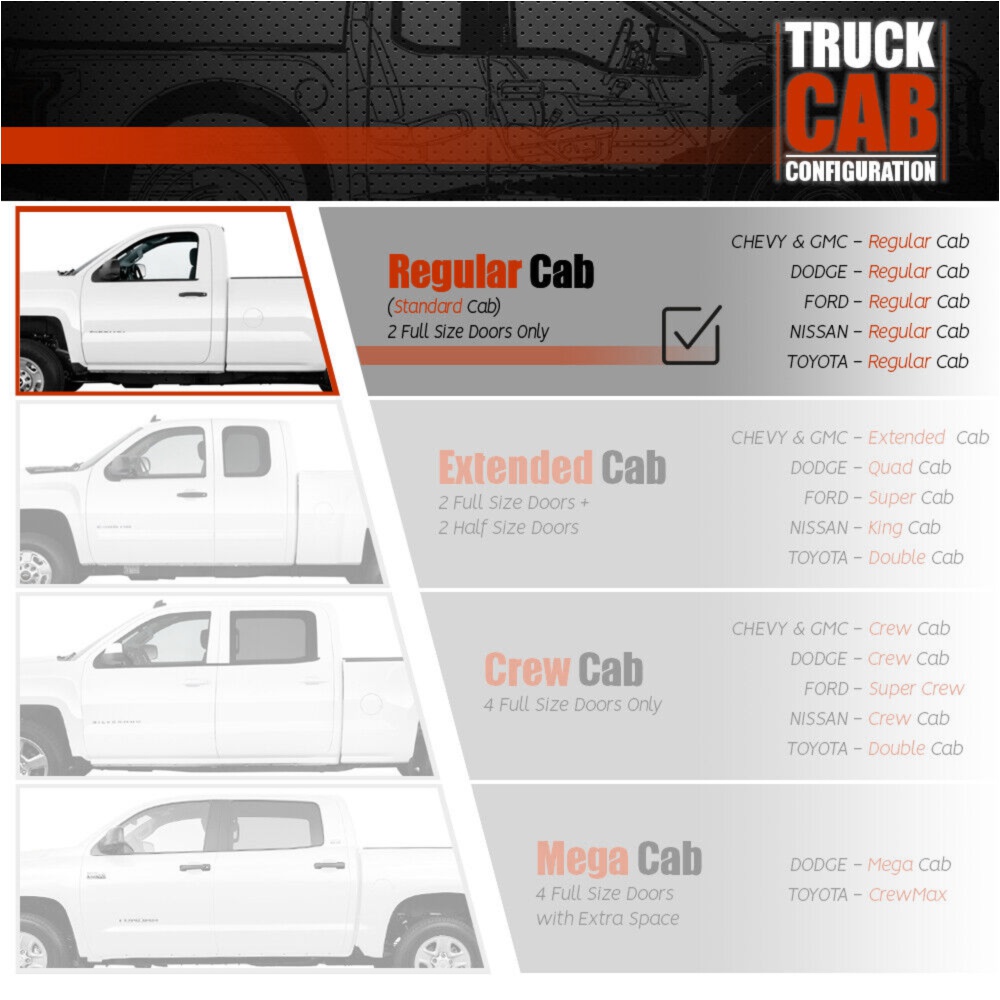 TRUCK
CAB
CONFIGURATION
Regular Cab
(Standard Cab)
2 Full Size Doors Only
CHEVY & GMC – Regular Cab
DODGE – Regular Cab
FORD – Regular Cab
NISSAN – Regular Cab
TOYOTA – Regular Cab
Extended Cab
2 Full Size Doors +
2 Half Size Doors
CHEVY & GMC – Extended Cab
DODGE – Quad Cab
FORD – Super Cab
NISSAN – King Cab
TOYOTA – Double Cab
Crew Cab
4 Full Size Doors Only
CHEVY & GMC – Crew Cab
DODGE – Crew Cab
FORD – Super Crew
NISSAN – Crew Cab
TOYOTA – Double Cab
Mega Cab
4 Full Size Doors
with Extra Space
DODGE – Mega Cab
TOYOTA – CrewMax